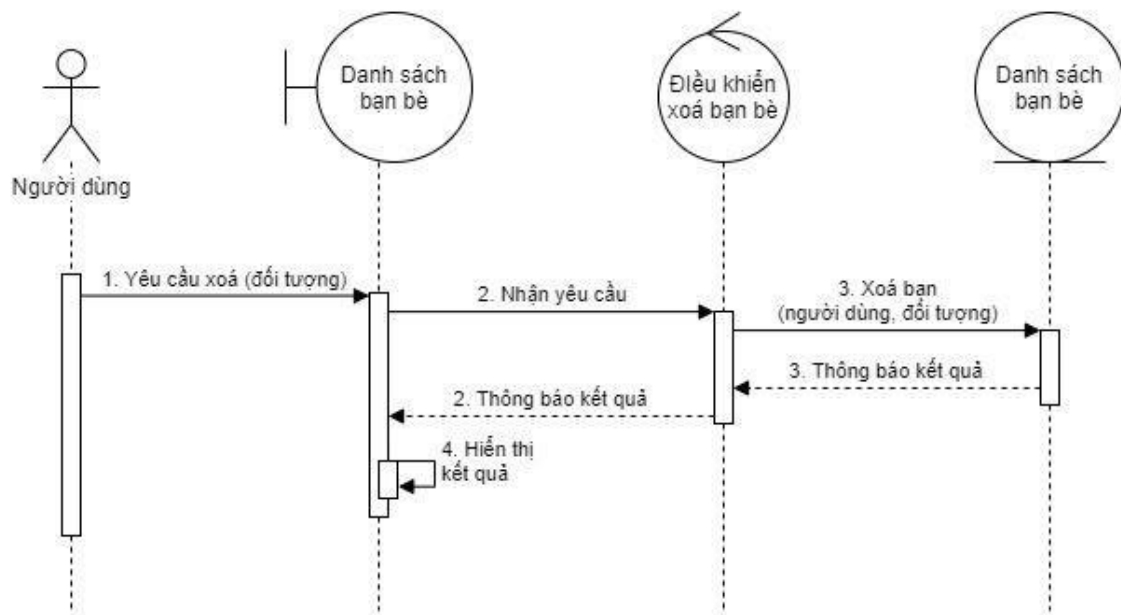 Danh sách
bạn bè
ĐIều khiển
xoá bạn bè
Danh sách
bạn bè
Người dùng
1. Yêu cầu xoá (đối tượng)
2. Nhận yêu cầu
3. Xoá bạn
(người dùng, đối tượng)
3. Thông báo kết quả
2. Thông báo kết quả
4. Hiển thị
kết quả